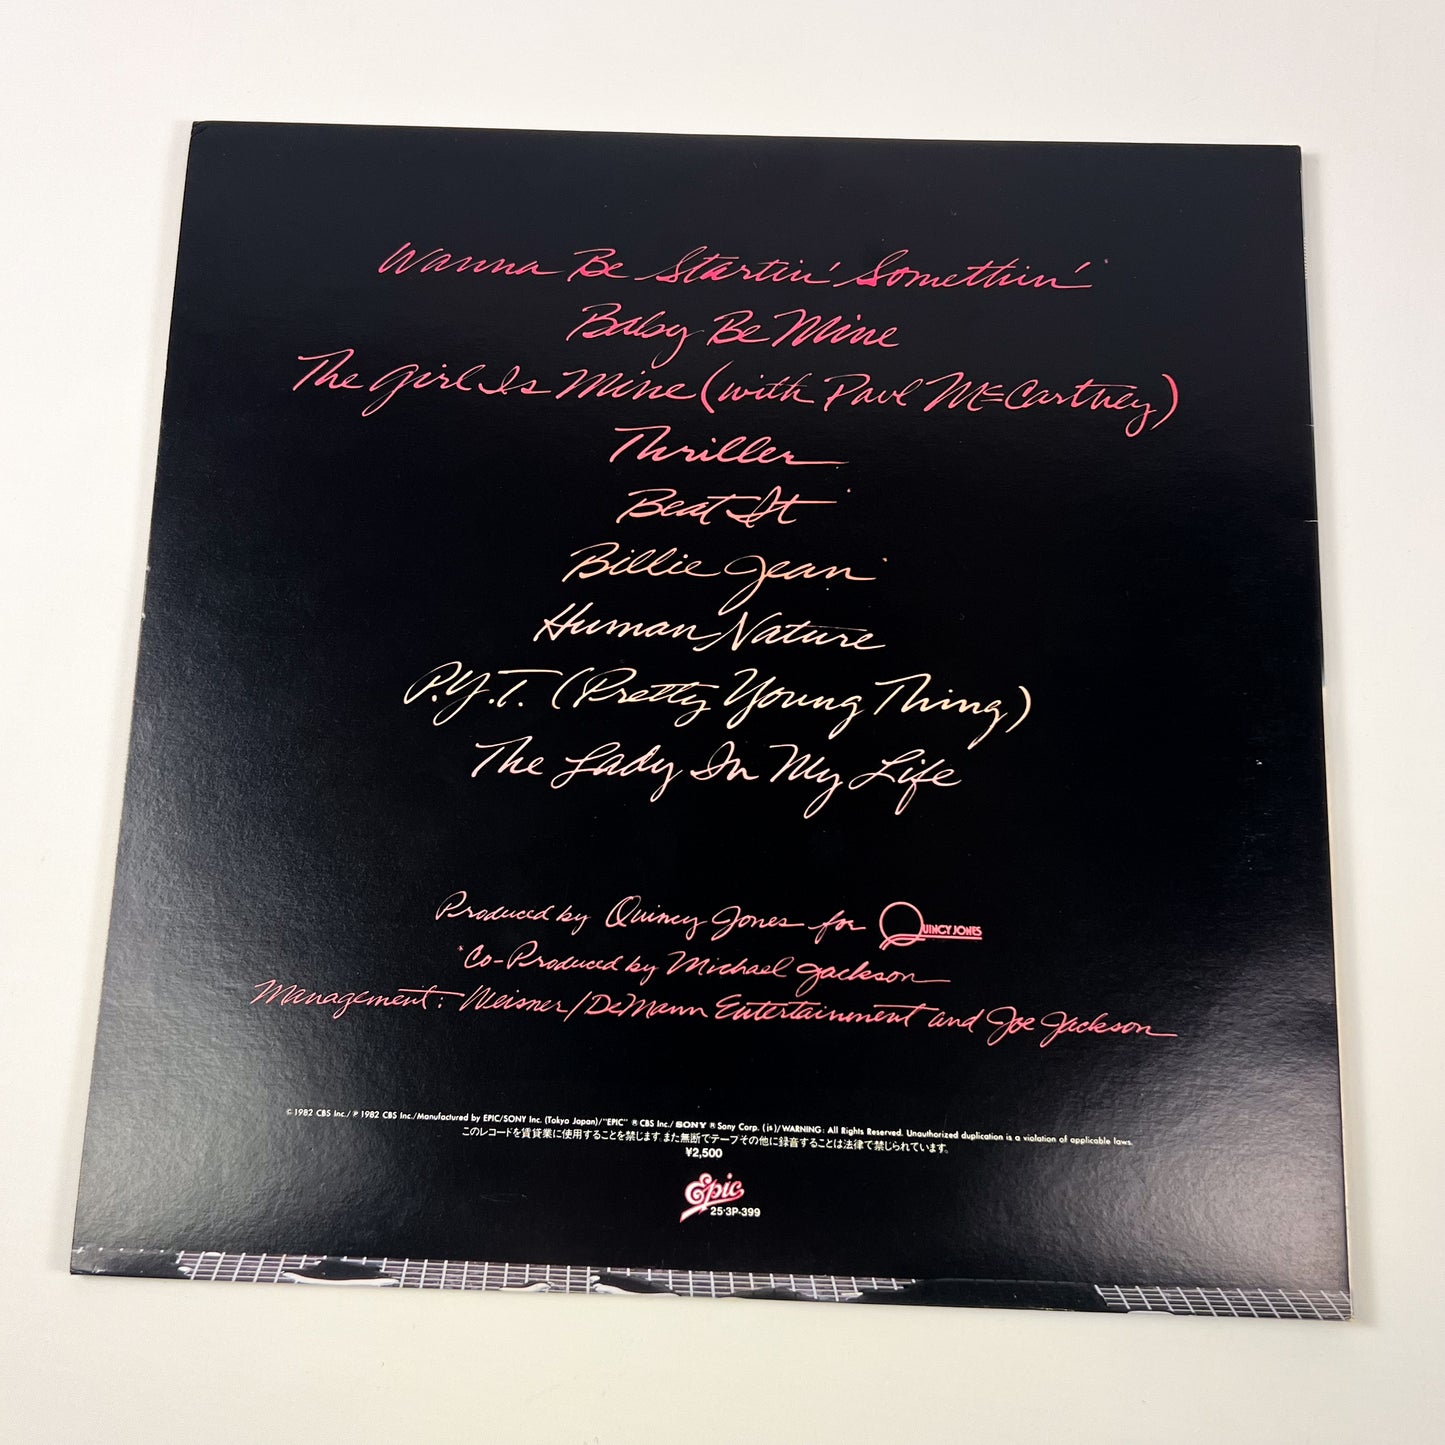 Wanna Be Startin' Somethin'*
Baby Be Mine
The Girl Is Mine (with Paul McCartney)
Thriller
Beat It*
Billie Jean*
Human Nature
P.Y.T. (Pretty Young Thing)
The Lady In My Life
Produced by Quincy Jones for QUINCY JONES
*Co-Produced by Michael Jackson
Management: Weisner/DeMann Entertainment and Joe Jackson
© 1982 CBS Inc./℗ 1982 CBS Inc./Manufactured by EPIC/SONY Inc. (Tokyo Japan)/"EPIC" ® CBS Inc./SONY ® Sony Corp. (js)/WARNING: All Rights Reserved. Unauthorized duplication is a violation of applicable laws.
このレコードを賃貸業に使用することを禁じます。また無断でテープその他に録音することは法律で禁じられています。
¥2,500
Epic
25·3P-399